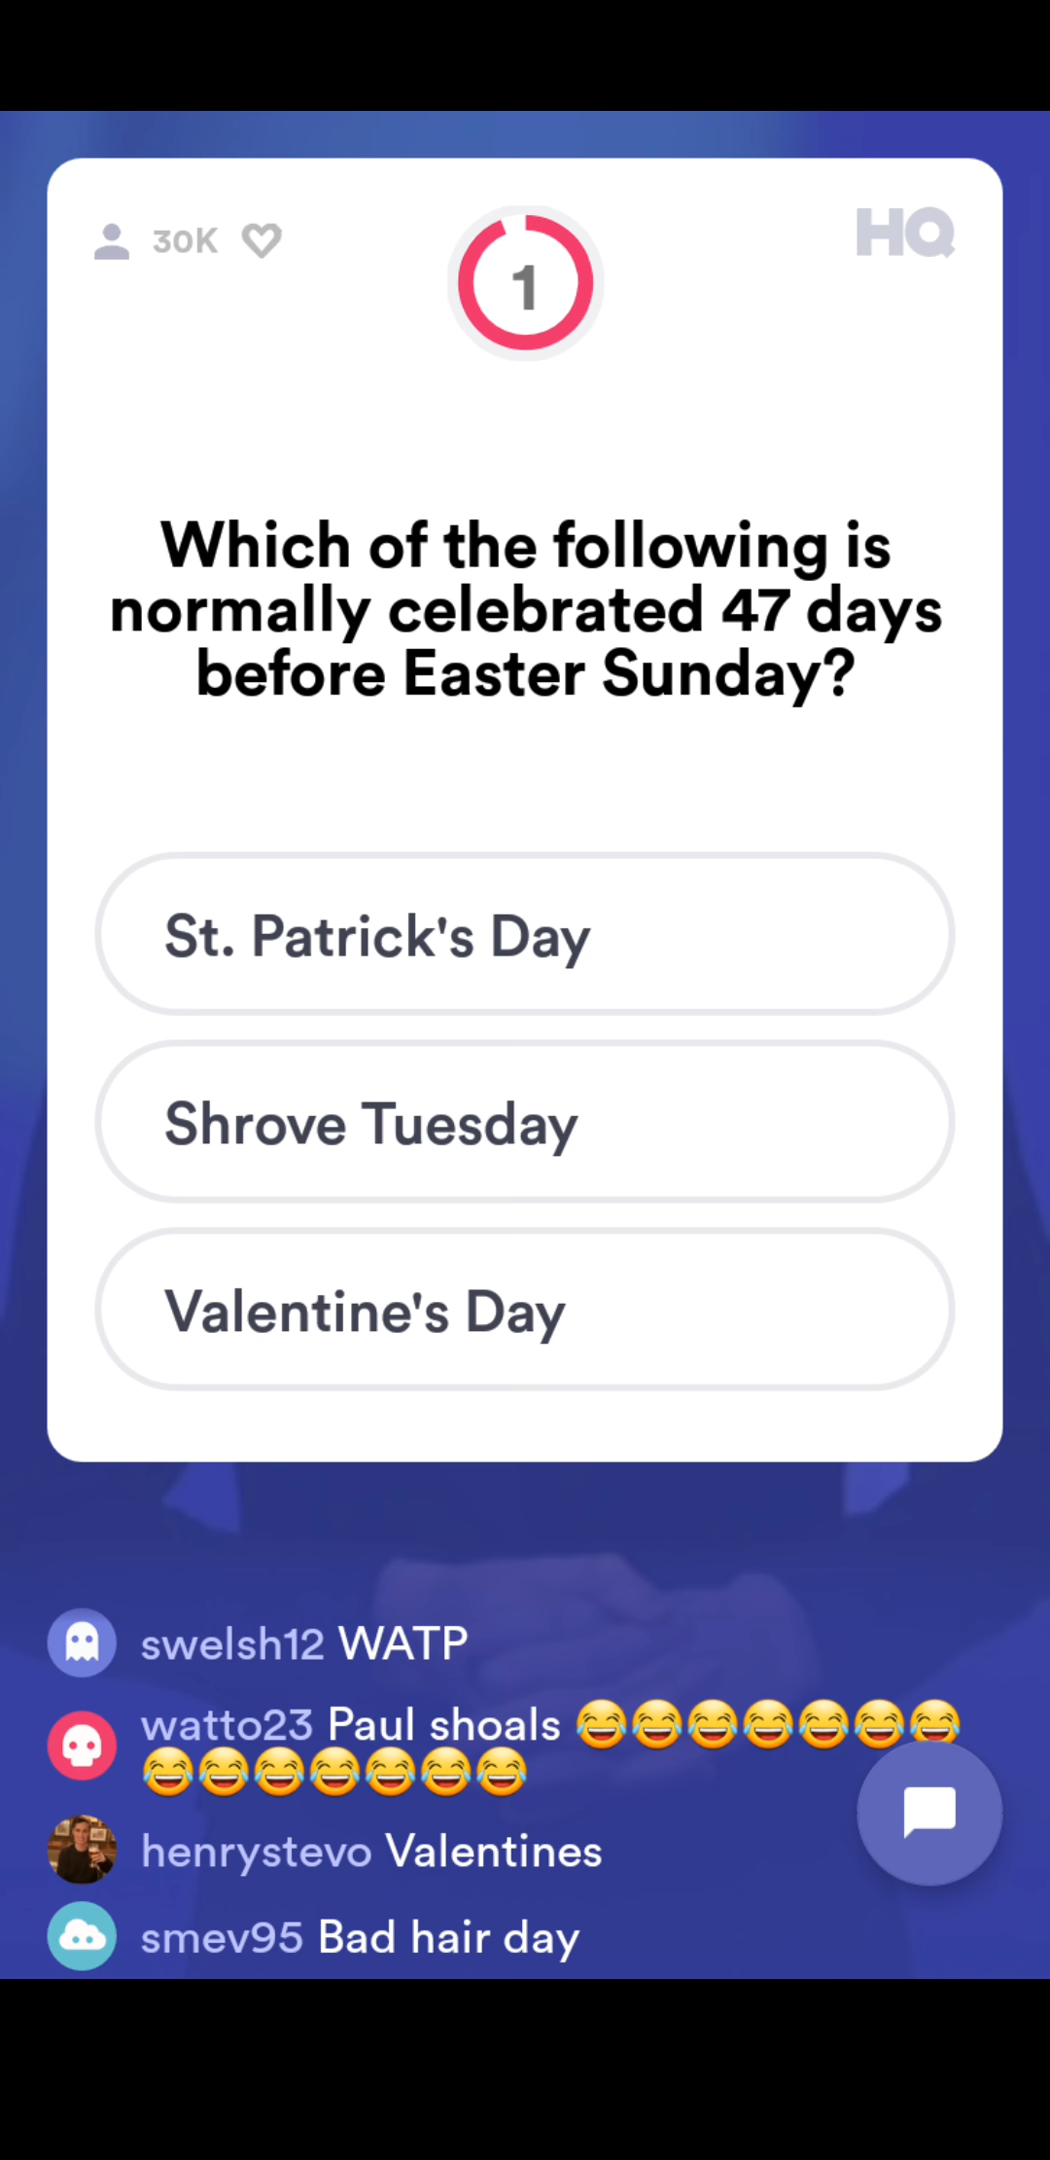 30K
1
HQ
Which of the following is
normally celebrated 47 days
before Easter Sunday?
St. Patrick's Day
Shrove Tuesday
Valentine's Day
swelsh12 WATP
watto23 Paul shoals 😂😂😂😂😂😂😂
😂😂😂😂😂😂😂
henrystevo Valentines
smev95 Bad hair day